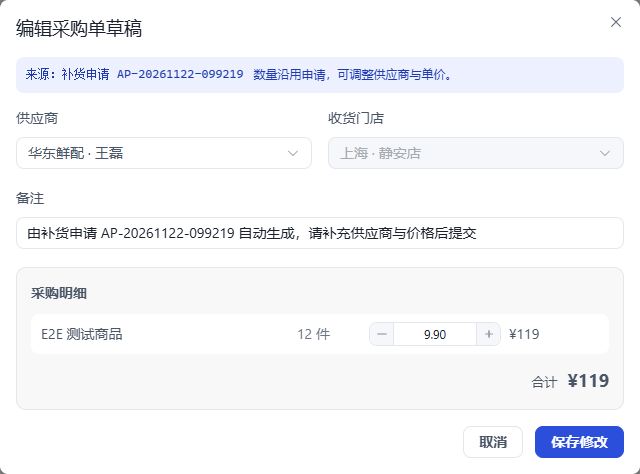 编辑采购单草稿
来源：补货申请 AP-20261122-099219 数量沿用申请，可调整供应商与单价。
供应商
收货门店
华东鲜配 · 王磊
上海 · 静安店
备注
由补货申请 AP-20261122-099219 自动生成，请补充供应商与价格后提交
采购明细
E2E 测试商品 12 件 9.90 ¥119
合计 ¥119
取消 保存修改